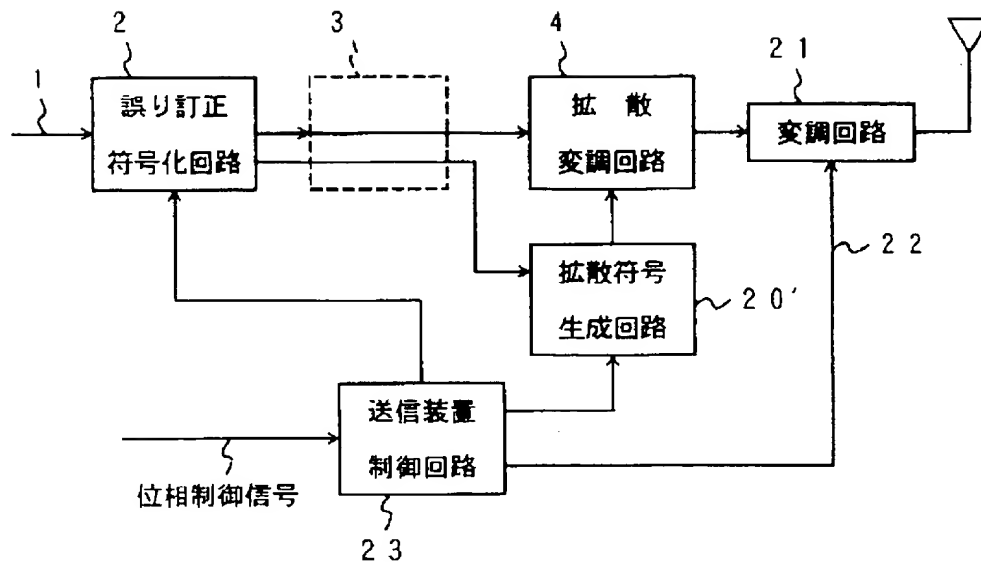 2
3
4
21
1
誤り訂正
符号化回路
拡 散
変調回路
変調回路
22
拡散符号
生成回路
20'
送信装置
制御回路
位相制御信号
23